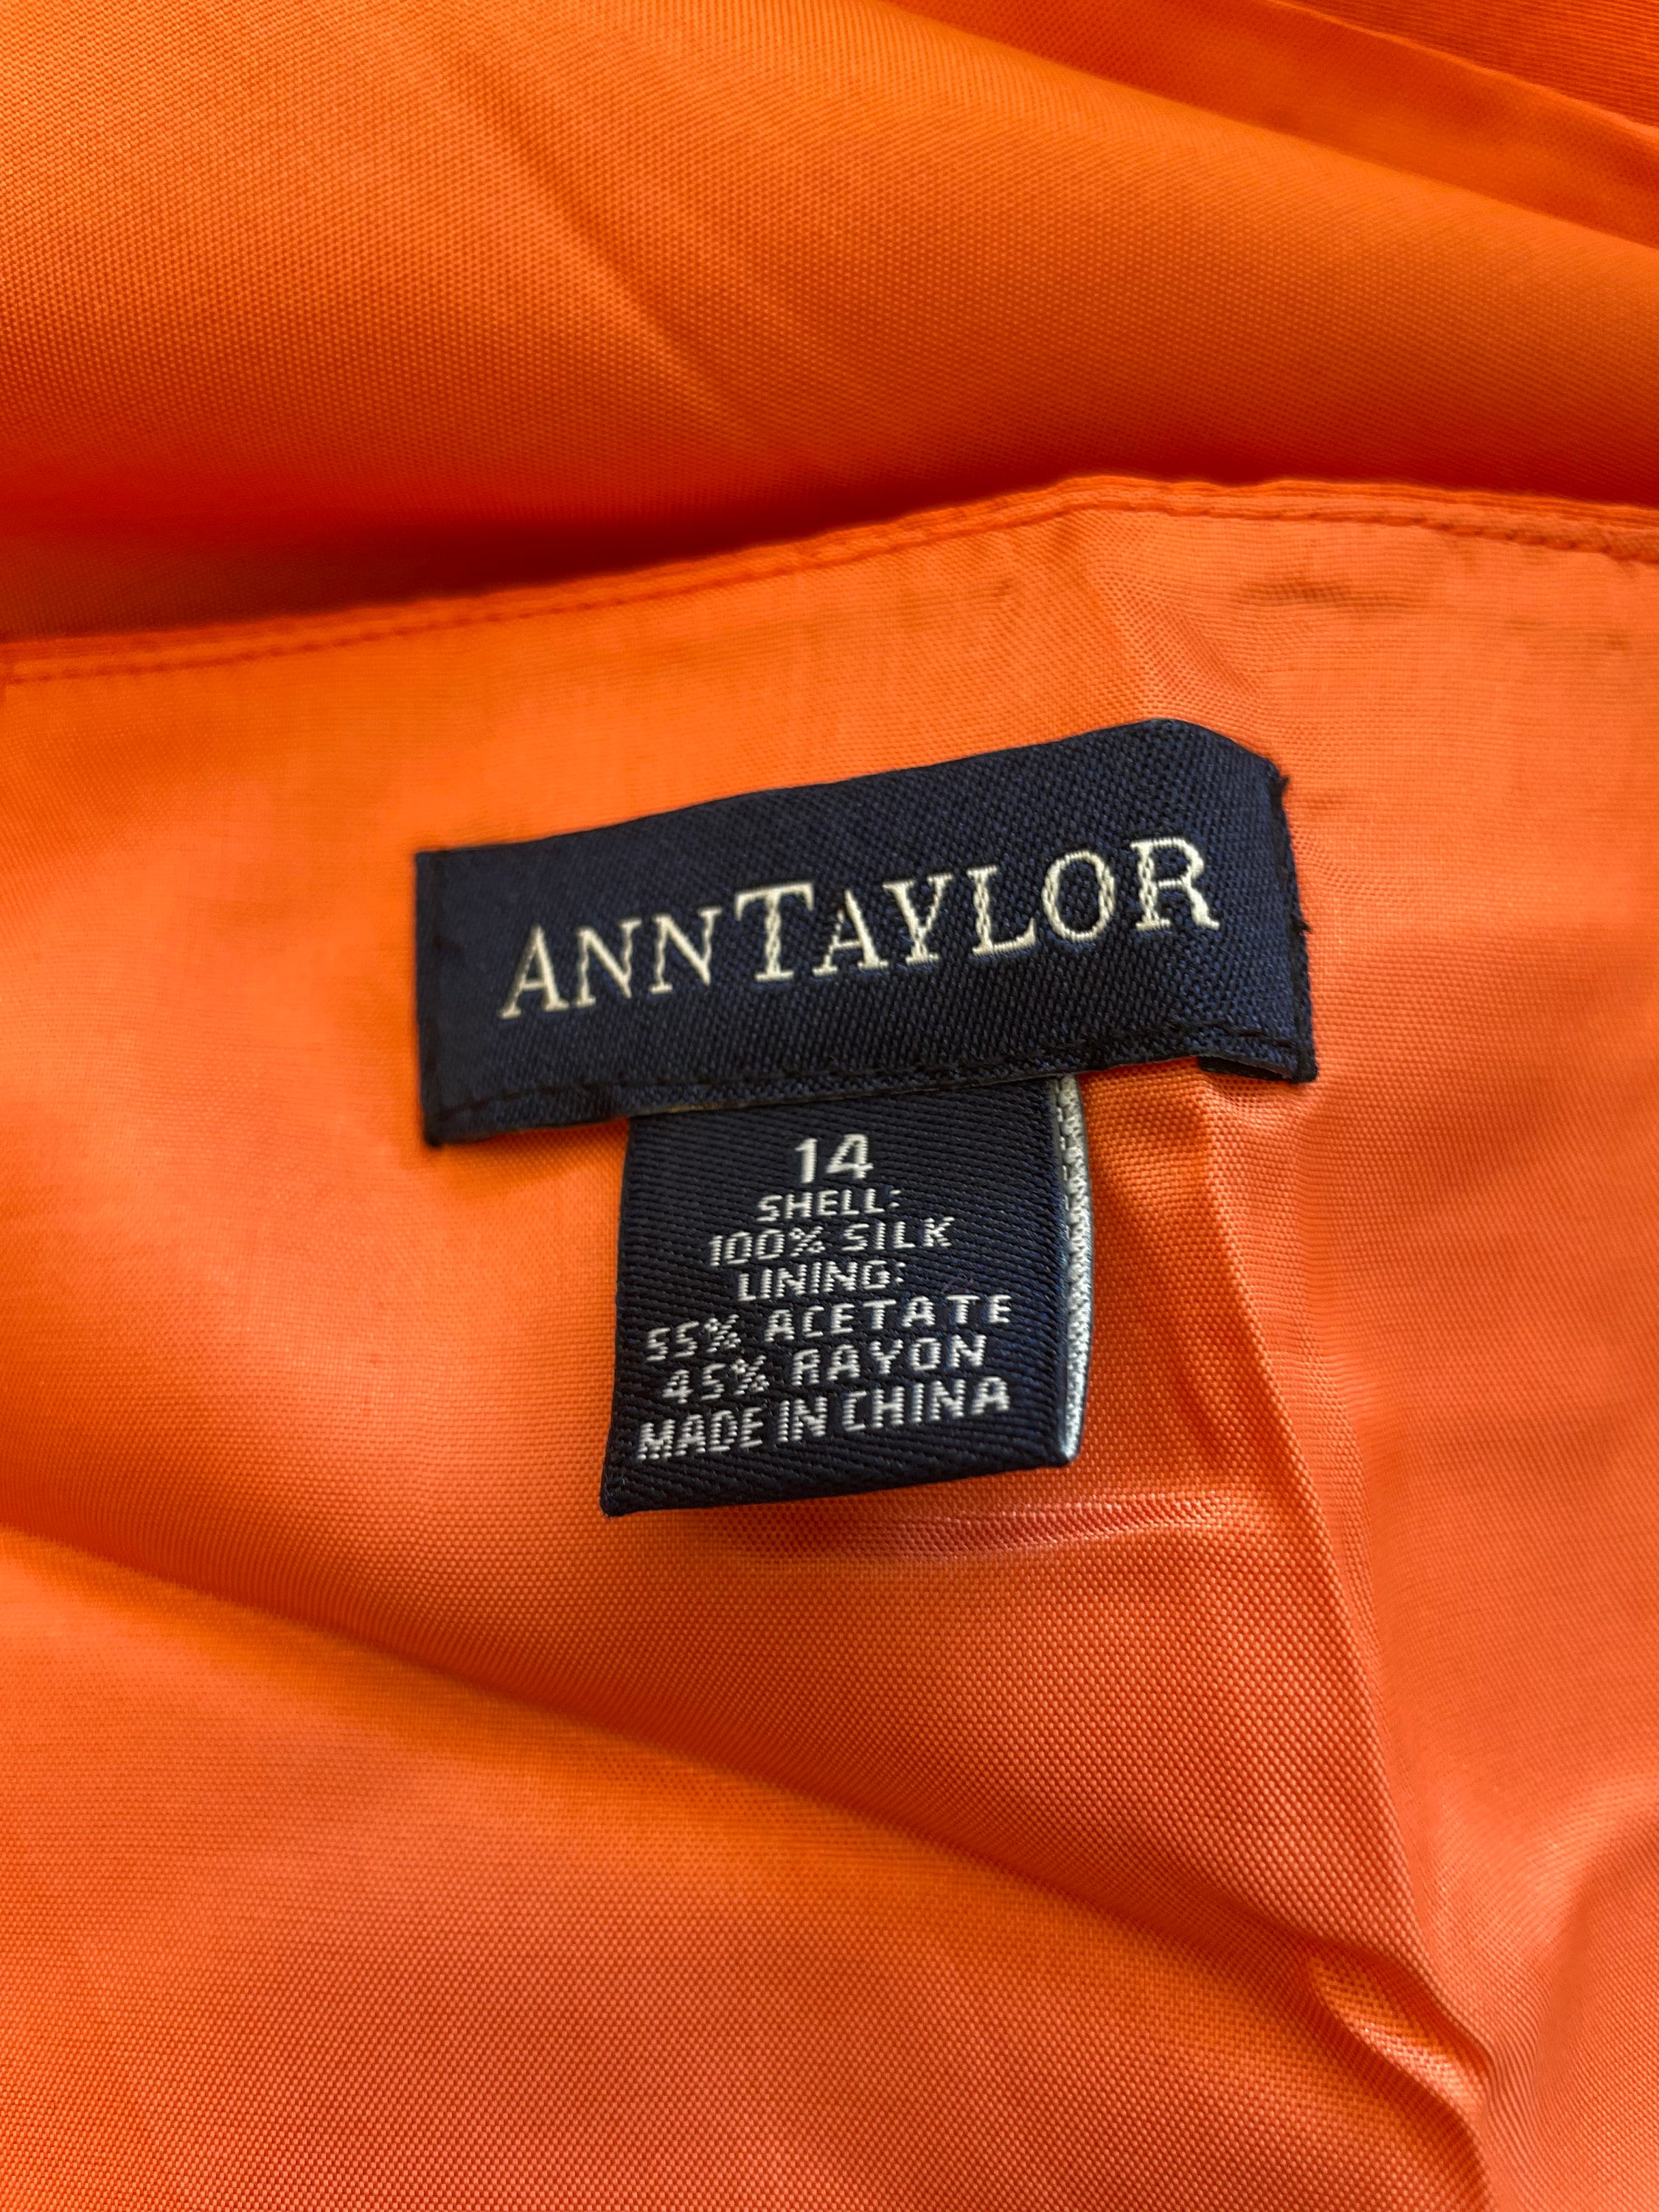 ANNTAYLOR
14
SHELL:
100% SILK
LINING:
55% ACETATE
45% RAYON
MADE IN CHINA